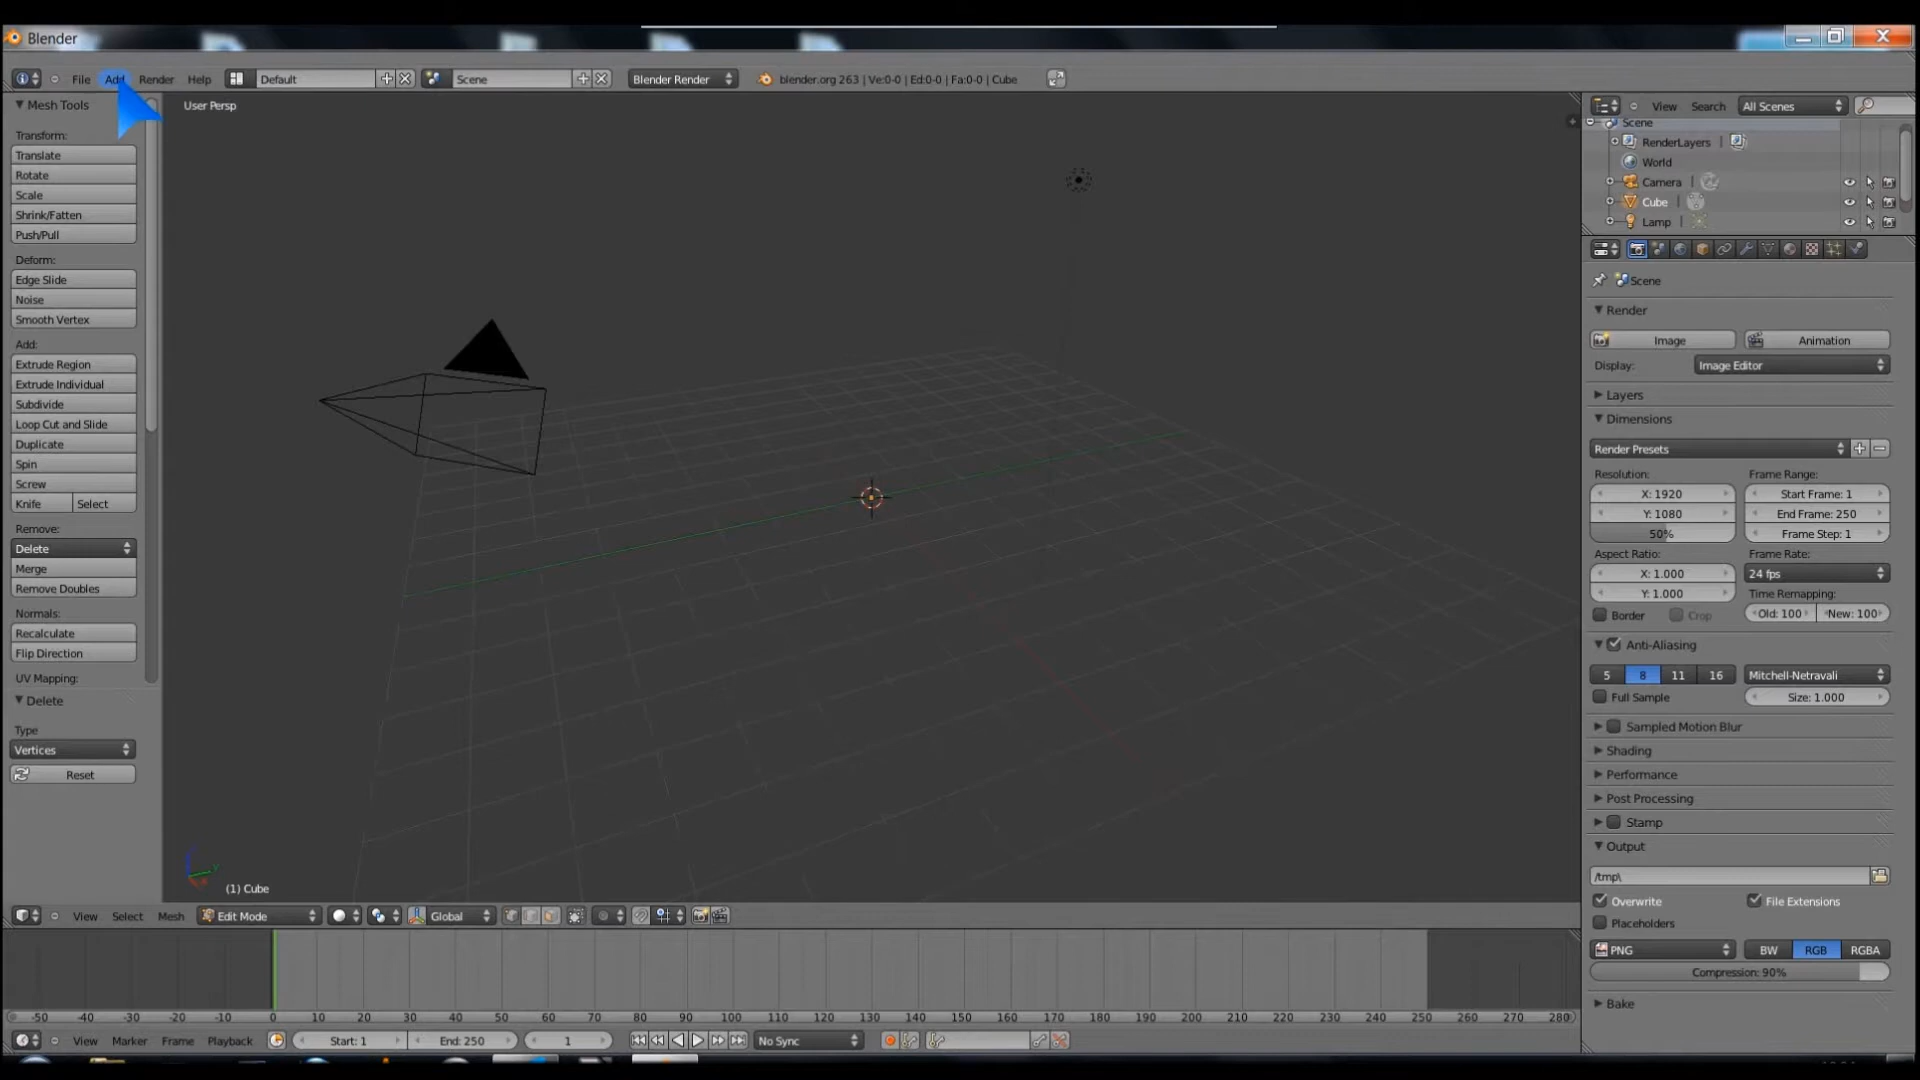 Blender
File Add Render Help Default Scene Blender Render blender.org 263 | Ve:0-0 | Ed:0-0 | Fa:0-0 | Cube
Mesh Tools
Transform:
Translate
Rotate
Scale
Shrink/Fatten
Push/Pull
Deform:
Edge Slide
Noise
Smooth Vertex
Add:
Extrude Region
Extrude Individual
Subdivide
Loop Cut and Slide
Duplicate
Spin
Screw
Knife Select
Remove:
Delete
Merge
Remove Doubles
Normals:
Recalculate
Flip Direction
UV Mapping:
Delete
Type
Vertices
Reset
User Persp
(1) Cube
View Search All Scenes
Scene
RenderLayers
World
Camera
Cube
Lamp
Scene
Render
Image Animation
Display: Image Editor
Layers
Dimensions
Render Presets
Resolution: Frame Range:
X: 1920 Start Frame: 1
Y: 1080 End Frame: 250
50% Frame Step: 1
Aspect Ratio: Frame Rate:
X: 1.000 24 fps
Y: 1.000 Time Remapping:
Border Crop Old: 100 New: 100
Anti-Aliasing
5 8 11 16 Mitchell-Netravali
Full Sample Size: 1.000
Sampled Motion Blur
Shading
Performance
Post Processing
Stamp
Output
/tmp\
Overwrite File Extensions
Placeholders
PNG BW RGB RGBA
Compression: 90%
Bake
View Select Mesh Edit Mode Global
-50 -40 -30 -20 -10 0 10 20 30 40 50 60 70 80 90 100 110 120 130 140 150 160 170 180 190 200 210 220 230 240 250 260 270 280
View Marker Frame Playback Start: 1 End: 250 1 No Sync